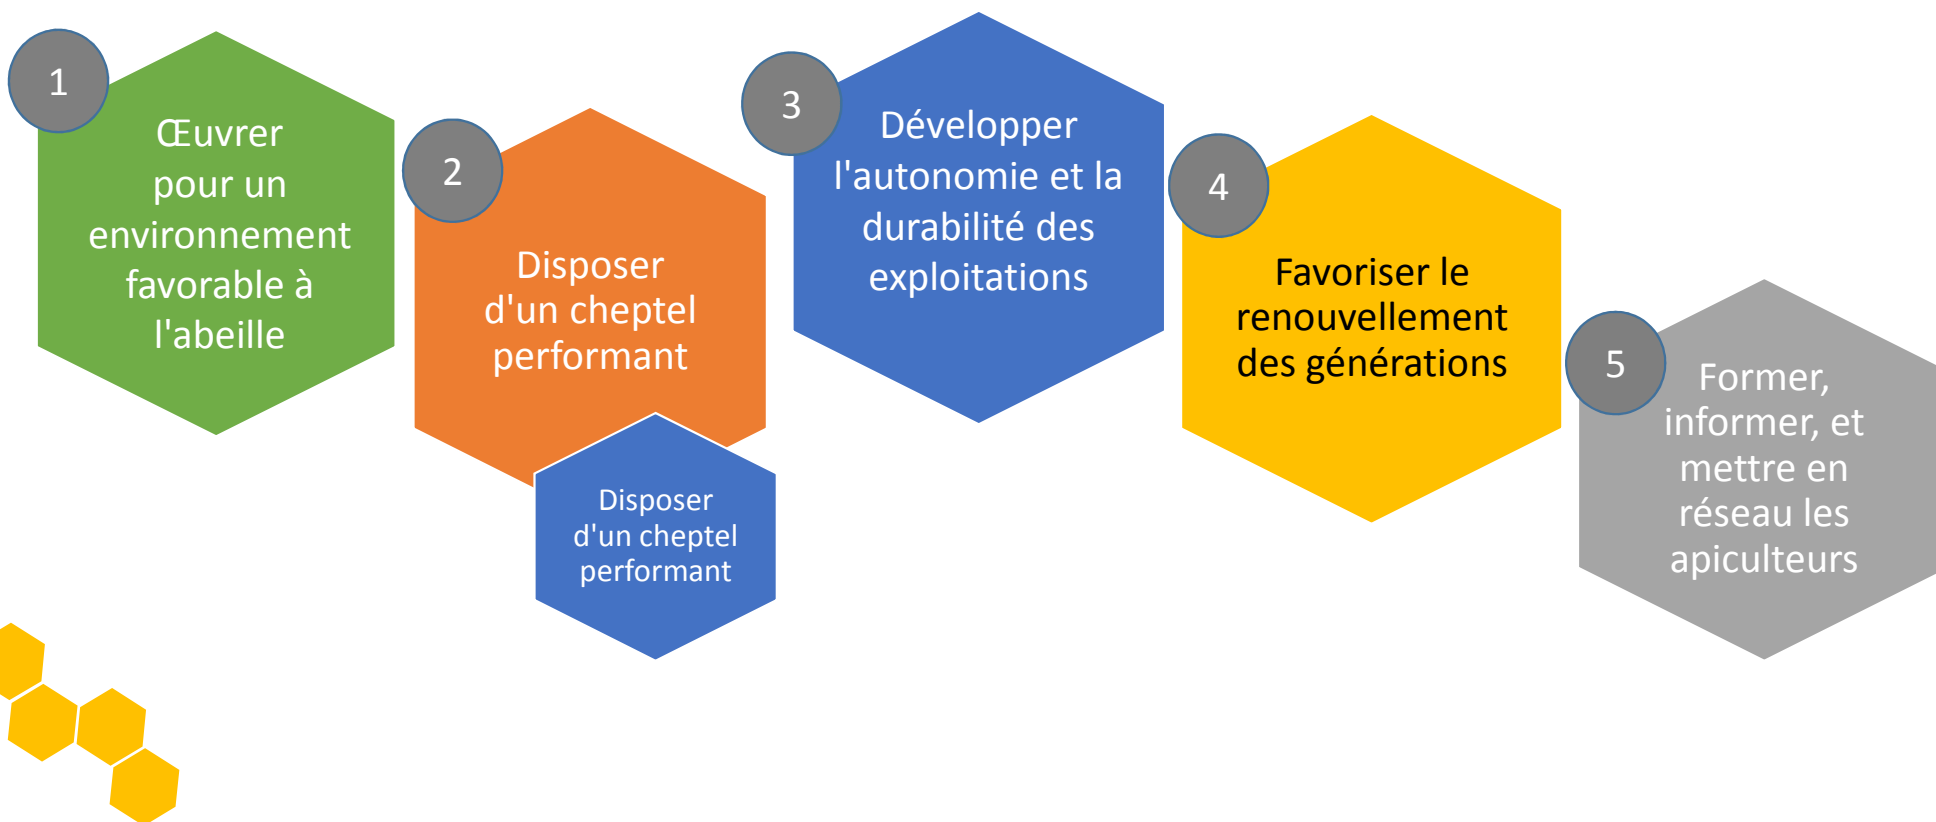 1
Œuvrer
pour un
environnement
favorable à
l'abeille
2
Disposer
d'un cheptel
performant
Disposer
d'un cheptel
performant
3
Développer
l'autonomie et la
durabilité des
exploitations
4
Favoriser le
renouvellement
des générations
5
Former,
informer, et
mettre en
réseau les
apiculteurs